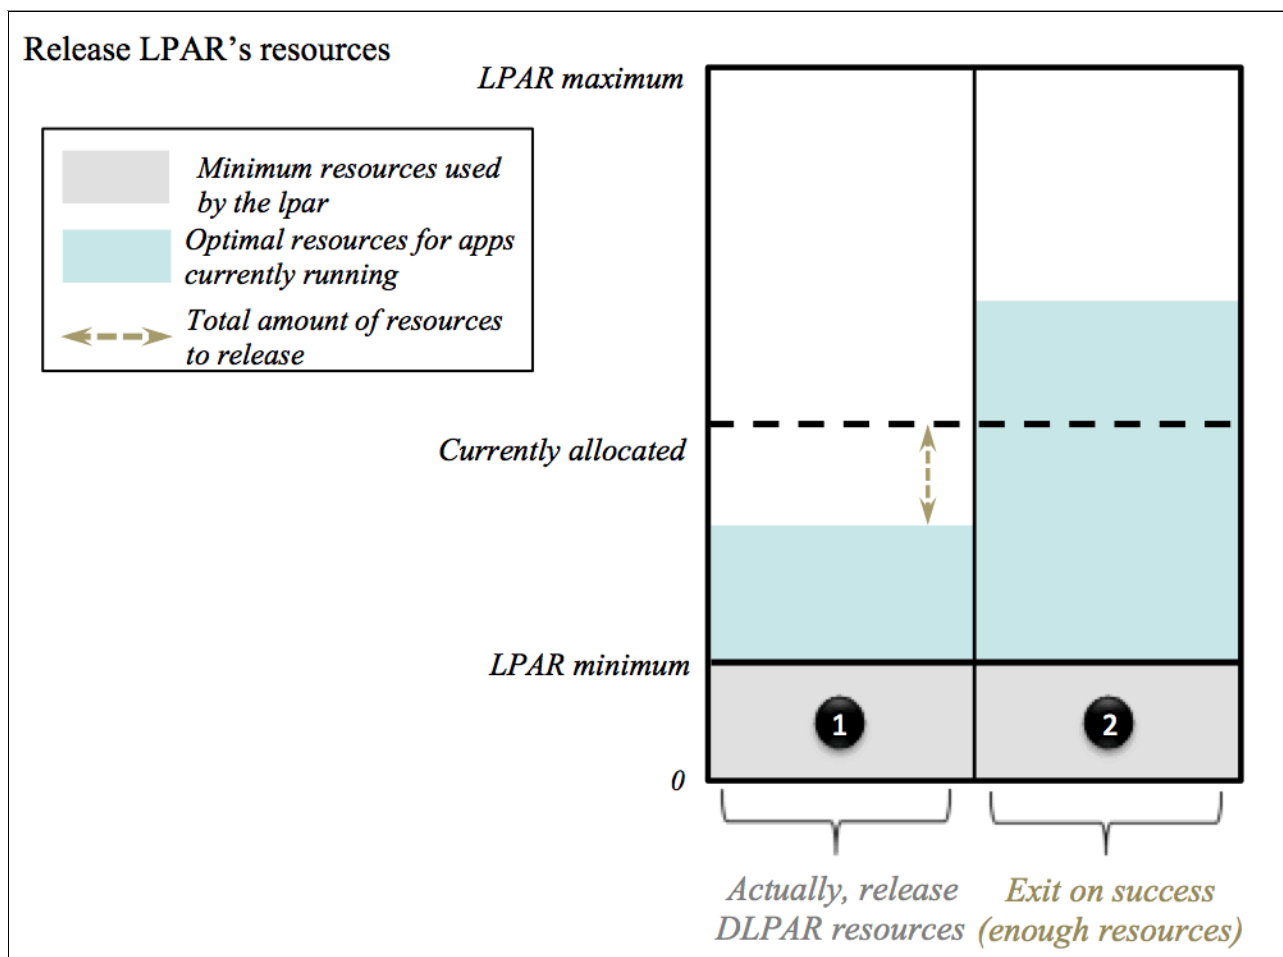 Release LPAR's resources
Minimum resources used
by the lpar
Optimal resources for apps
currently running
Total amount of resources
to release
LPAR maximum
Currently allocated
LPAR minimum
0
1
2
Actually, release
DLPAR resources
Exit on success
(enough resources)